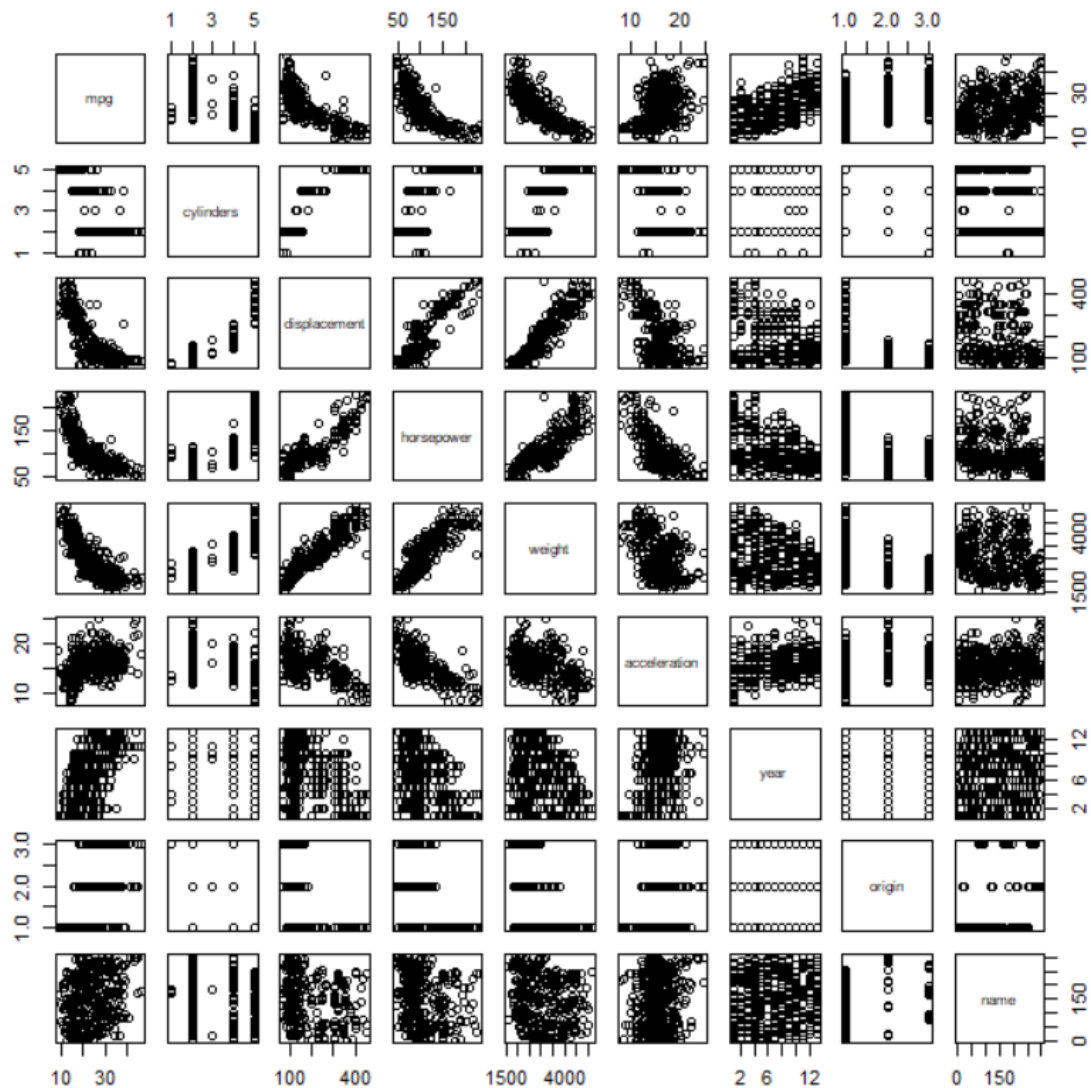 1 3 5 50 150 10 20 1.0 2.0 3.0
mpg 10 30
1 3 5 cylinders
displacement 100 400
50 150 horsepower
weight 1500 4000
10 20 acceleration
year 2 6 12
1.0 2.0 3.0 origin
name 0 150
10 30 100 400 1500 4000 2 6 12 0 150